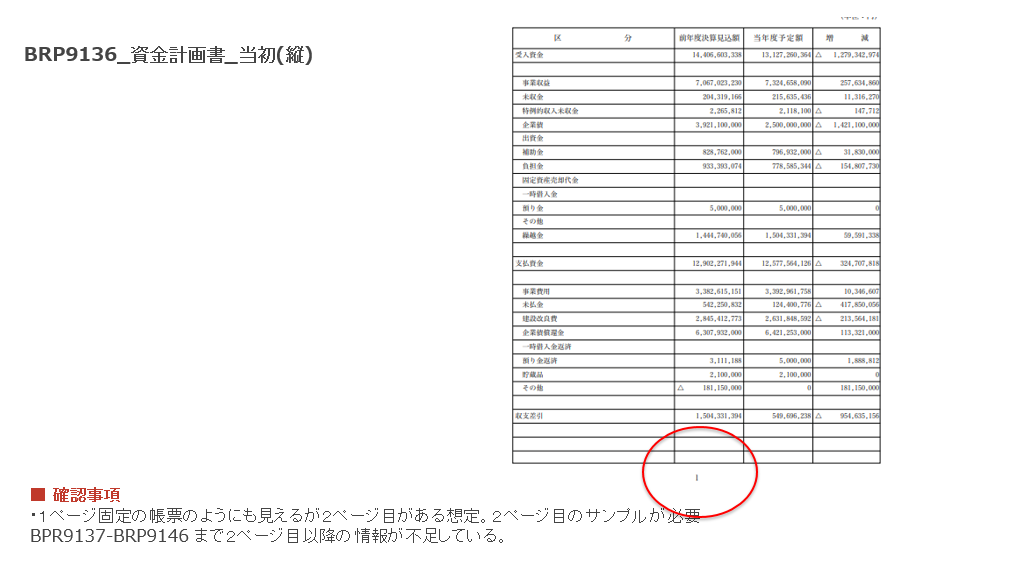 BRP9136_資金計画書_当初(縦)
区 分 前年度決算見込額 当年度予定額 増 減
受入資金 14,406,603,338 13,127,260,364 △ 1,279,342,974
事業収益 7,067,023,230 7,324,658,090 257,634,860
未収金 204,319,166 215,635,436 11,316,270
特例的収入未収金 2,265,812 2,118,100 △ 147,712
企業債 3,921,100,000 2,500,000,000 △ 1,421,100,000
出資金
補助金 828,762,000 796,932,000 △ 31,830,000
負担金 933,393,074 778,585,344 △ 154,807,730
固定資産売却代金
一時借入金
預り金 5,000,000 5,000,000 0
その他
繰越金 1,444,740,056 1,504,331,394 59,591,338
支払資金 12,902,271,944 12,577,564,126 △ 324,707,818
事業費用 3,382,615,151 3,392,961,758 10,346,607
未払金 542,250,832 124,400,776 △ 417,850,056
建設改良費 2,845,412,773 2,631,848,592 △ 213,564,181
企業債償還金 6,307,932,000 6,421,253,000 113,321,000
一時借入金返済
預り金返済 3,111,188 5,000,000 1,888,812
貯蔵品 2,100,000 2,100,000 0
その他 △ 181,150,000 0 181,150,000
収支差引 1,504,331,394 549,696,238 △ 954,635,156
1
■ 確認事項
・1ページ固定の帳票のようにも見えるが2ページ目がある想定。2ページ目のサンプルが必要
BPR9137-BRP9146 まで2ページ目以降の情報が不足している。